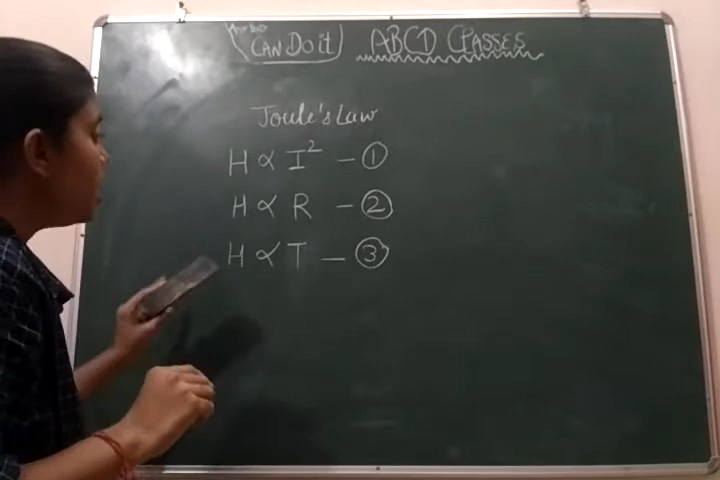 CAN DO it
ABCD CLASSES
Joule's Law
H ∝ I² – ①
H ∝ R – ②
H ∝ T – ③